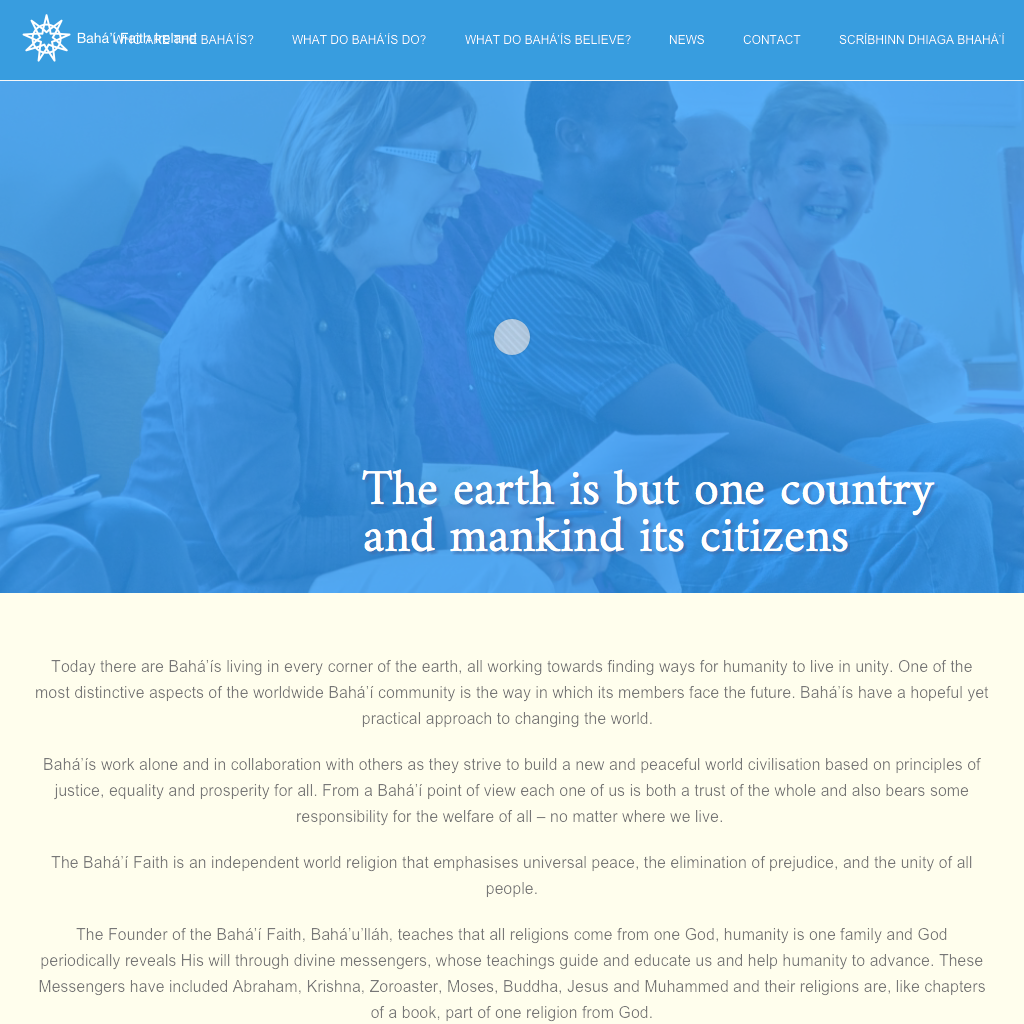 Bahá'í Faith Ireland
WHO ARE THE BAHÁ'ÍS? WHAT DO BAHÁ'ÍS DO? WHAT DO BAHÁ'ÍS BELIEVE? NEWS CONTACT SCRÍBHINN DHIAGA BHAHÁ'Í
The earth is but one country
and mankind its citizens
Today there are Bahá'ís living in every corner of the earth, all working towards finding ways for humanity to live in unity. One of the
most distinctive aspects of the worldwide Bahá'í community is the way in which its members face the future. Bahá'ís have a hopeful yet
practical approach to changing the world.
Bahá'ís work alone and in collaboration with others as they strive to build a new and peaceful world civilisation based on principles of
justice, equality and prosperity for all. From a Bahá'í point of view each one of us is both a trust of the whole and also bears some
responsibility for the welfare of all – no matter where we live.
The Bahá'í Faith is an independent world religion that emphasises universal peace, the elimination of prejudice, and the unity of all
people.
The Founder of the Bahá'í Faith, Bahá'u'lláh, teaches that all religions come from one God, humanity is one family and God
periodically reveals His will through divine messengers, whose teachings guide and educate us and help humanity to advance. These
Messengers have included Abraham, Krishna, Zoroaster, Moses, Buddha, Jesus and Muhammed and their religions are, like chapters
of a book, part of one religion from God.